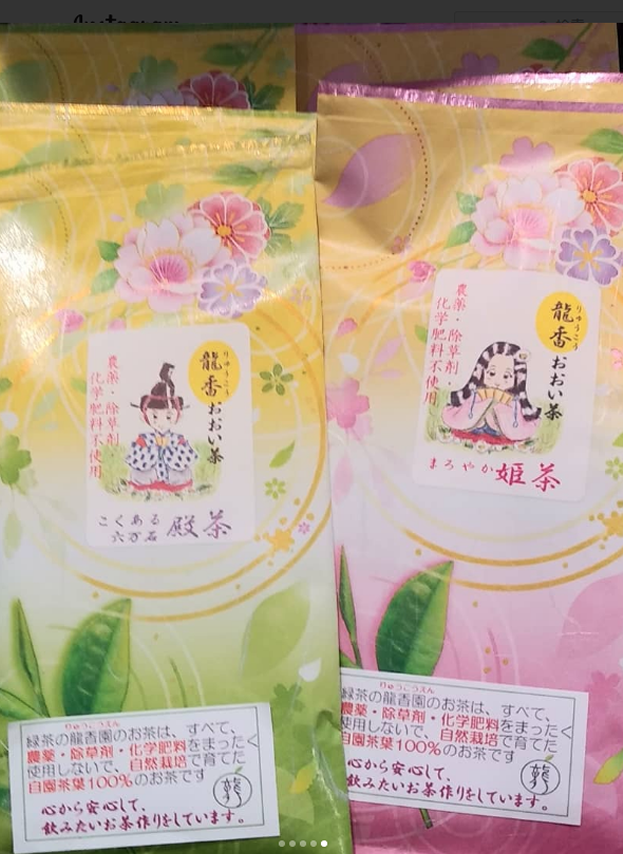 龍香おおい茶
りゅうこう
農薬・除草剤・
化学肥料不使用
こくある
六万石
殿茶
りゅうこうえん
緑茶の龍香園のお茶は、すべて、
農薬・除草剤・化学肥料をまったく
使用しないで、自然栽培で育てた
自園茶葉100%のお茶です
心から安心して、
飲みたいお茶作りをしています。
龍香おおい茶
りゅうこう
農薬・除草剤・
化学肥料不使用
まろやか姫茶
りゅうこうえん
緑茶の龍香園のお茶は、すべて、
農薬・除草剤・化学肥料をまった
使用しないで、自然栽培で育てた
自園茶葉100%のお茶です
心から安心して、
飲みたいお茶作りをしています。